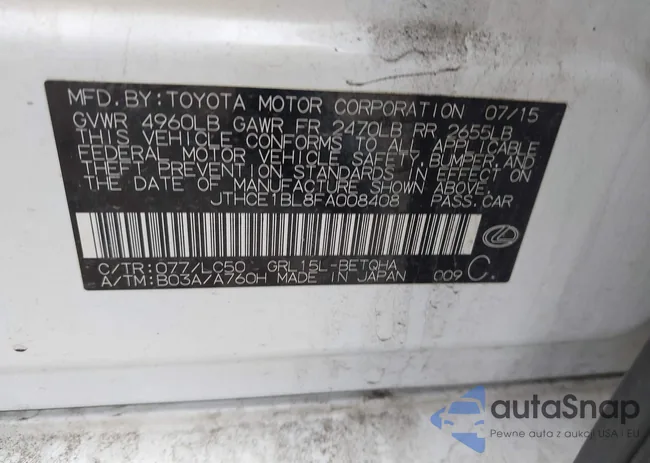 MFD. BY: TOYOTA MOTOR CORPORATION 07/15
GVWR 4960LB GAWR FR 2470LB RR 2655LB
THIS VEHICLE CONFORMS TO ALL APPLICABLE
FEDERAL MOTOR VEHICLE SAFETY, BUMPER, AND
THEFT PREVENTION STANDARDS IN EFFECT ON
THE DATE OF MANUFACTURE SHOWN ABOVE.
JTHCE1BL8FA008408 PASS.CAR
C/TR:077/LC50 GRL15L-BETQHA
A/TM:B03A/A760H MADE IN JAPAN 009 C.
autaSnap
Pewne auta z aukcji USA i EU